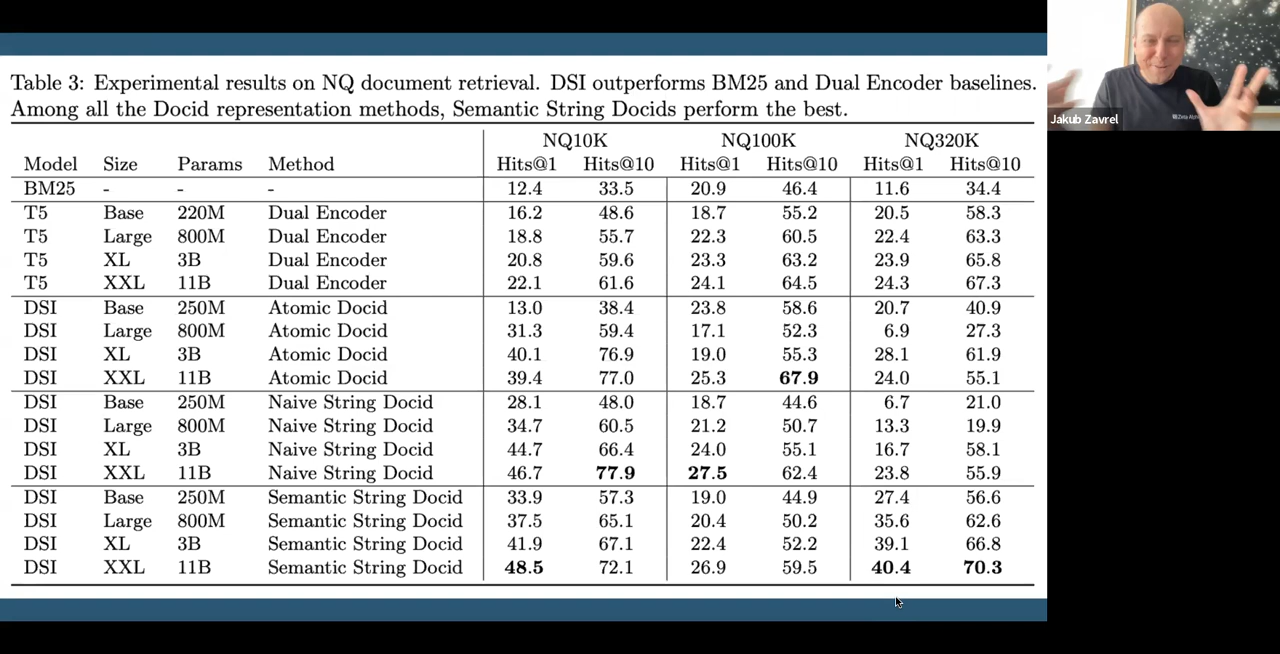 Table 3: Experimental results on NQ document retrieval. DSI outperforms BM25 and Dual Encoder baselines.
Among all the Docid representation methods, Semantic String Docids perform the best.
NQ10K NQ100K NQ320K
Model Size Params Method Hits@1 Hits@10 Hits@1 Hits@10 Hits@1 Hits@10
BM25 - - - 12.4 33.5 20.9 46.4 11.6 34.4
T5 Base 220M Dual Encoder 16.2 48.6 18.7 55.2 20.5 58.3
T5 Large 800M Dual Encoder 18.8 55.7 22.3 60.5 22.4 63.3
T5 XL 3B Dual Encoder 20.8 59.6 23.3 63.2 23.9 65.8
T5 XXL 11B Dual Encoder 22.1 61.6 24.1 64.5 24.3 67.3
DSI Base 250M Atomic Docid 13.0 38.4 23.8 58.6 20.7 40.9
DSI Large 800M Atomic Docid 31.3 59.4 17.1 52.3 6.9 27.3
DSI XL 3B Atomic Docid 40.1 76.9 19.0 55.3 28.1 61.9
DSI XXL 11B Atomic Docid 39.4 77.0 25.3 67.9 24.0 55.1
DSI Base 250M Naive String Docid 28.1 48.0 18.7 44.6 6.7 21.0
DSI Large 800M Naive String Docid 34.7 60.5 21.2 50.7 13.3 19.9
DSI XL 3B Naive String Docid 44.7 66.4 24.0 55.1 16.7 58.1
DSI XXL 11B Naive String Docid 46.7 77.9 27.5 62.4 23.8 55.9
DSI Base 250M Semantic String Docid 33.9 57.3 19.0 44.9 27.4 56.6
DSI Large 800M Semantic String Docid 37.5 65.1 20.4 50.2 35.6 62.6
DSI XL 3B Semantic String Docid 41.9 67.1 22.4 52.2 39.1 66.8
DSI XXL 11B Semantic String Docid 48.5 72.1 26.9 59.5 40.4 70.3
Jakub Zavrel